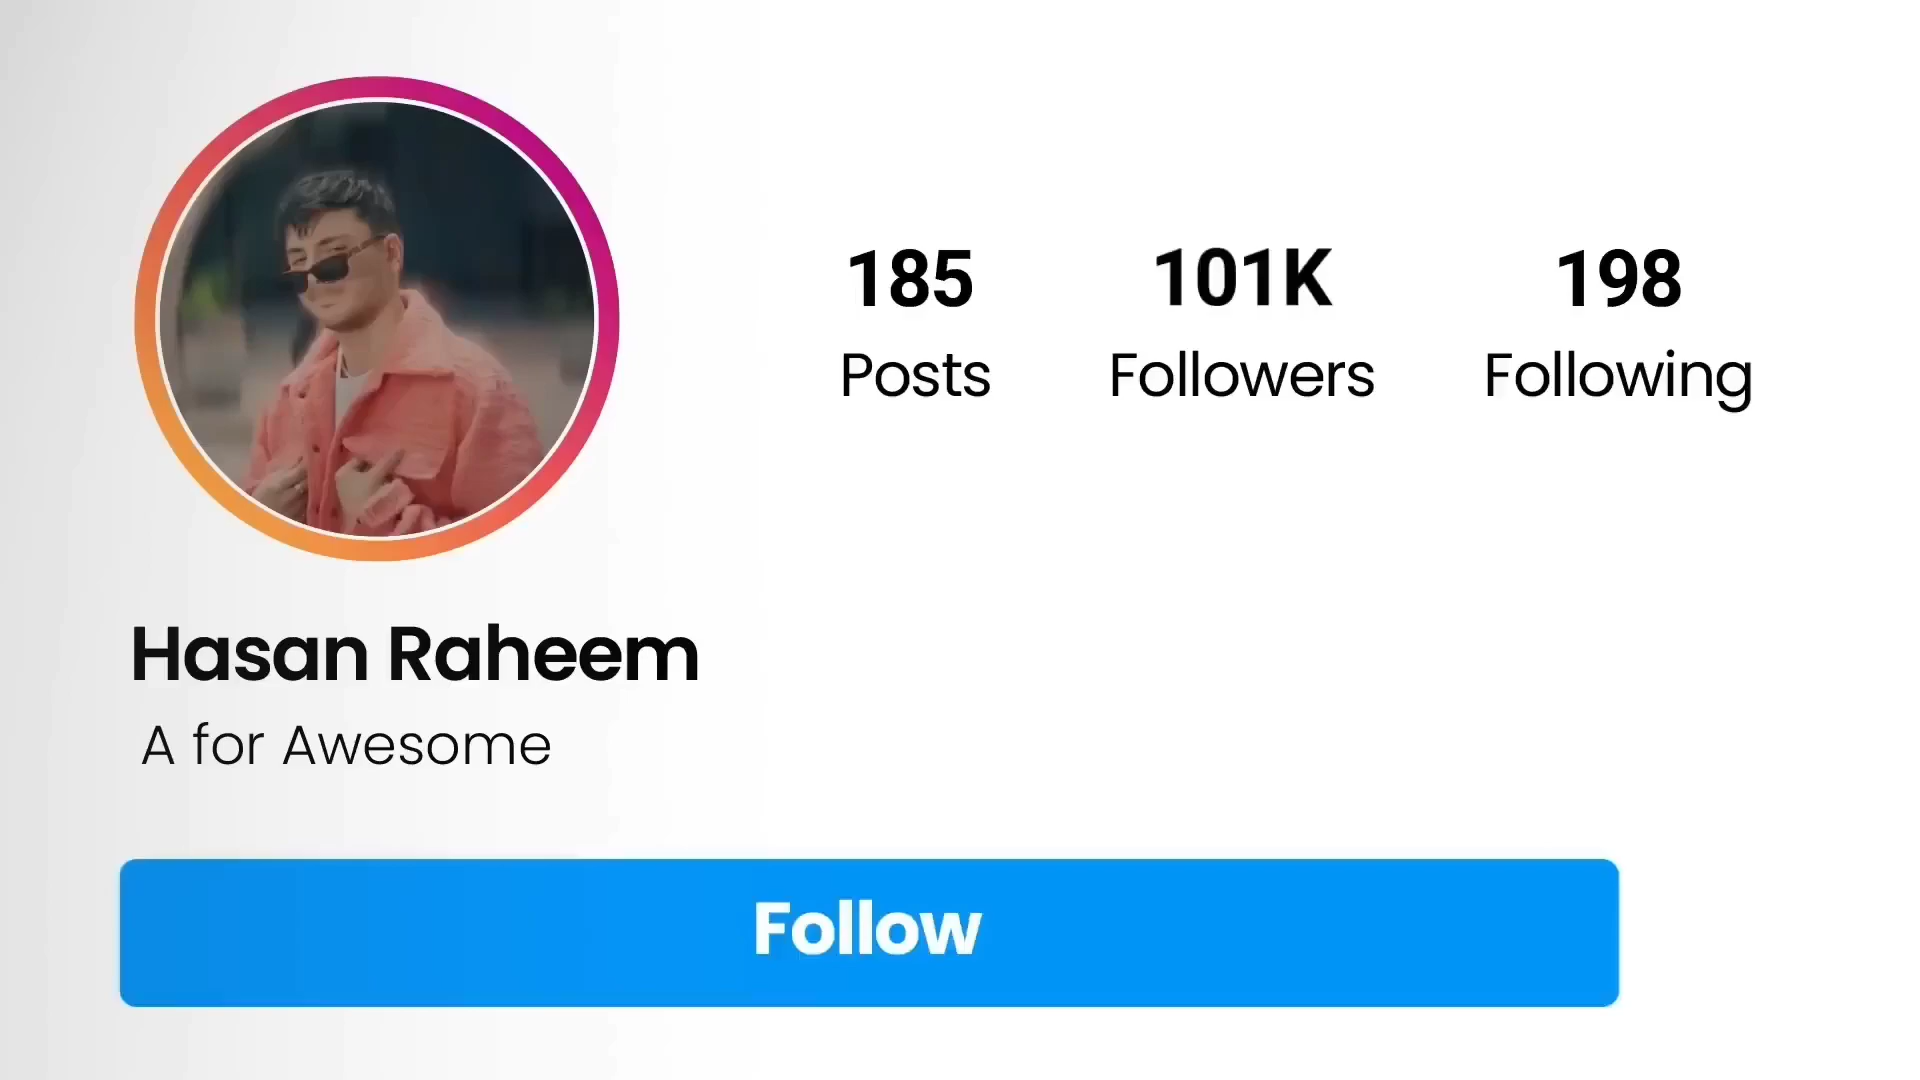 185 101K 198
Posts Followers Following
Hasan Raheem
A for Awesome
Follow